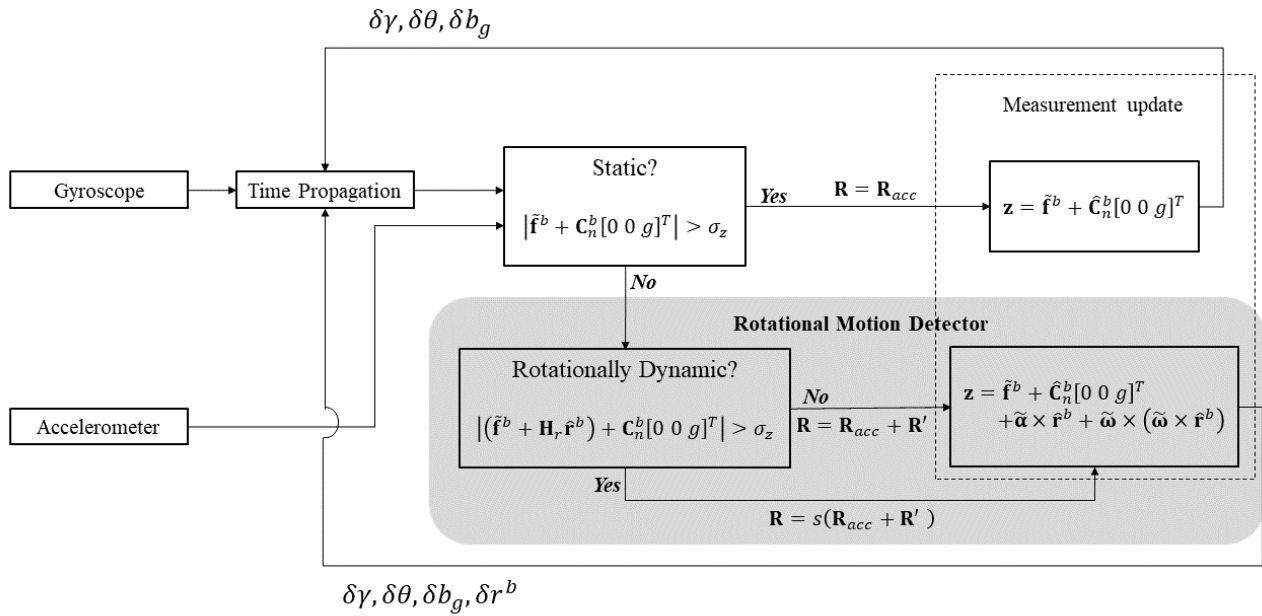 δγ, δθ, δb_g
Measurement update
Gyroscope
Time Propagation
Static?
|f̃^b + C_n^b[0 0 g]^T| > σ_z
Yes
R = R_acc
z = f̃^b + Ĉ_n^b[0 0 g]^T
No
Rotational Motion Detector
Accelerometer
Rotationally Dynamic?
|(f̃^b + H_r r̂^b) + C_n^b[0 0 g]^T| > σ_z
No
R = R_acc + R'
z = f̃^b + Ĉ_n^b[0 0 g]^T
+α̃ × r̂^b + ω̃ × (ω̃ × r̂^b)
Yes
R = s(R_acc + R' )
δγ, δθ, δb_g, δr^b